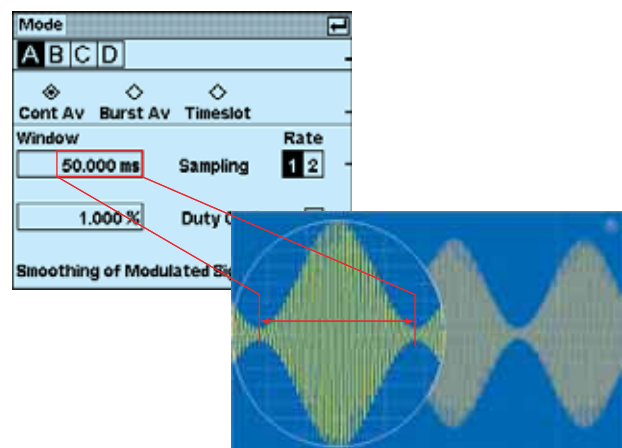 Mode
A B C D
Cont Av Burst Av Timeslot
Window Rate
50.000 ms Sampling 1 2
1.000 % Duty
Smoothing of Modulated